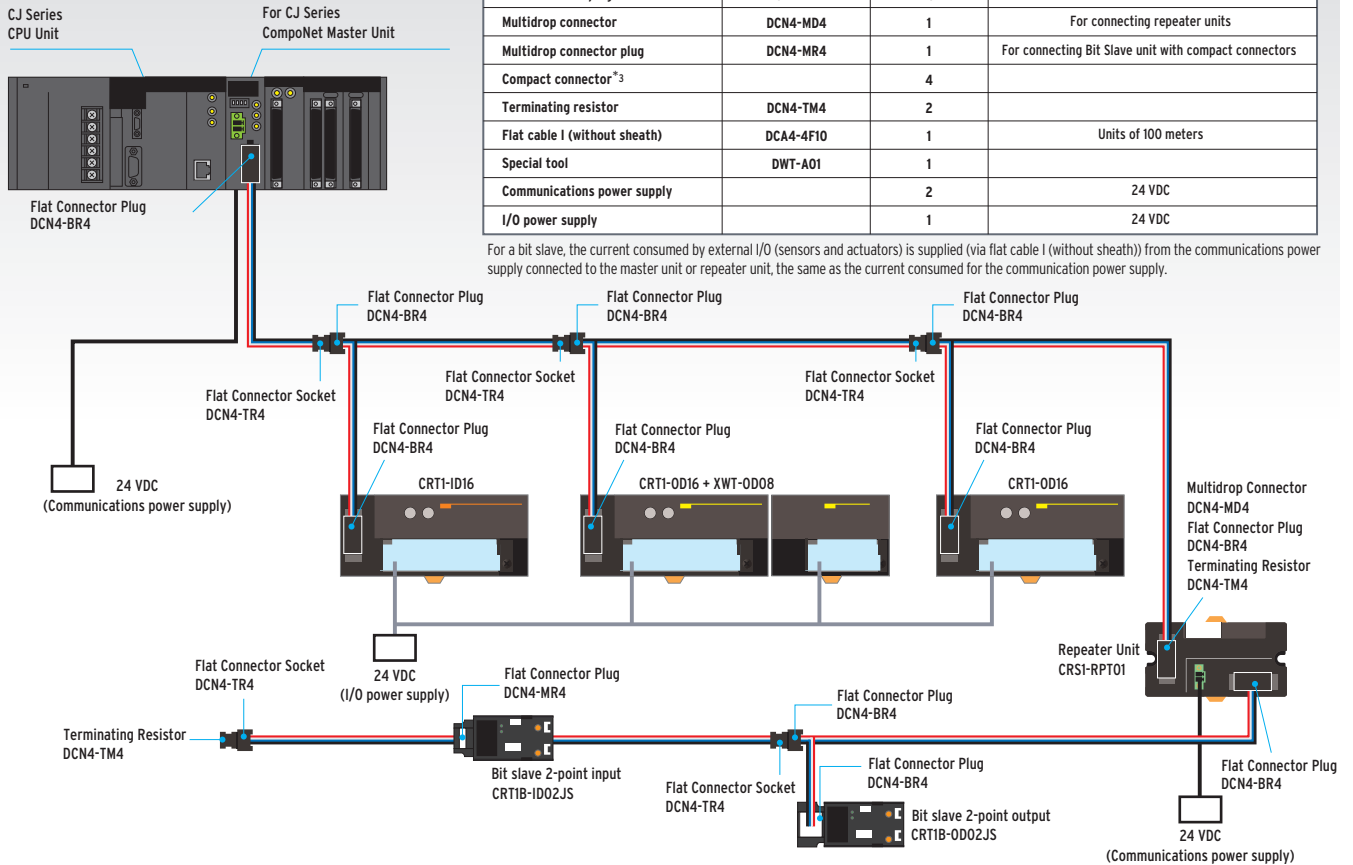 CJ Series
CPU Unit
For CJ Series
CompoNet Master Unit
Flat Connector Plug
DCN4-BR4
Multidrop connector DCN4-MD4 1 For connecting repeater units
Multidrop connector plug DCN4-MR4 1 For connecting Bit Slave unit with compact connectors
Compact connector*3 4
Terminating resistor DCN4-TM4 2
Flat cable I (without sheath) DCA4-4F10 1 Units of 100 meters
Special tool DWT-A01 1
Communications power supply 2 24 VDC
I/O power supply 1 24 VDC
For a bit slave, the current consumed by external I/O (sensors and actuators) is supplied (via flat cable I (without sheath)) from the communications power
supply connected to the master unit or repeater unit, the same as the current consumed for the communication power supply.
Flat Connector Plug
DCN4-BR4
Flat Connector Plug
DCN4-BR4
Flat Connector Plug
DCN4-BR4
Flat Connector Socket
DCN4-TR4
Flat Connector Socket
DCN4-TR4
Flat Connector Socket
DCN4-TR4
Flat Connector Plug
DCN4-BR4
Flat Connector Plug
DCN4-BR4
Flat Connector Plug
DCN4-BR4
24 VDC
(Communications power supply)
CRT1-ID16
CRT1-OD16 + XWT-OD08
CRT1-OD16
Multidrop Connector
DCN4-MD4
Flat Connector Plug
DCN4-BR4
Terminating Resistor
DCN4-TM4
Repeater Unit
CRS1-RPT01
24 VDC
(I/O power supply)
Flat Connector Socket
DCN4-TR4
Flat Connector Plug
DCN4-MR4
Flat Connector Plug
DCN4-BR4
Terminating Resistor
DCN4-TM4
Bit slave 2-point input
CRT1B-ID02JS
Flat Connector Socket
DCN4-TR4
Flat Connector Plug
DCN4-BR4
Bit slave 2-point output
CRT1B-OD02JS
Flat Connector Plug
DCN4-BR4
24 VDC
(Communications power supply)